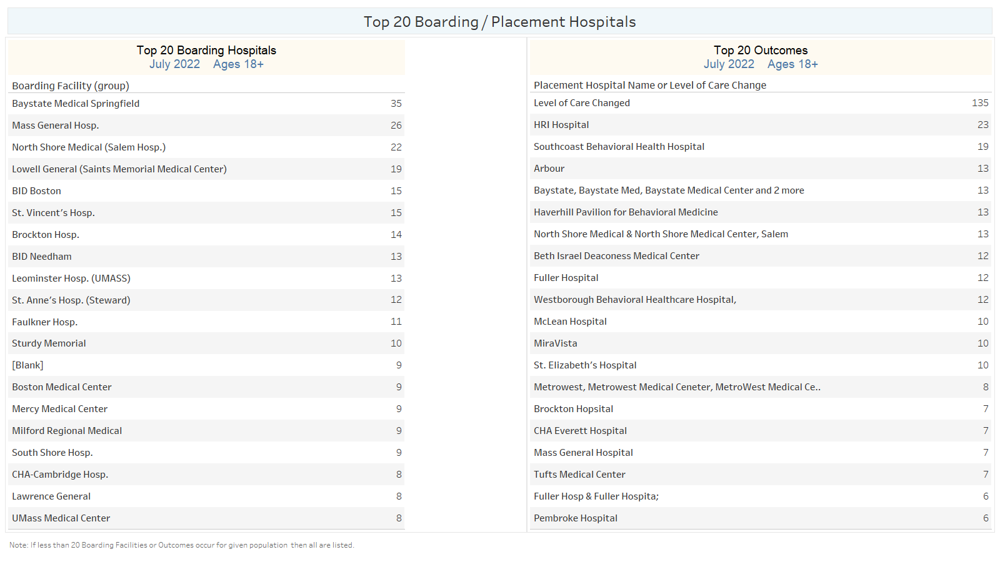 Top 20 Boarding / Placement Hospitals
Top 20 Boarding Hospitals
July 2022 Ages 18+
Boarding Facility (group)
Baystate Medical Springfield 35
Mass General Hosp. 26
North Shore Medical (Salem Hosp.) 22
Lowell General (Saints Memorial Medical Center) 19
BID Boston 15
St. Vincent's Hosp. 15
Brockton Hosp. 14
BID Needham 13
Leominster Hosp. (UMASS) 13
St. Anne's Hosp. (Steward) 12
Faulkner Hosp. 11
Sturdy Memorial 10
[Blank] 9
Boston Medical Center 9
Mercy Medical Center 9
Milford Regional Medical 9
South Shore Hosp. 9
CHA-Cambridge Hosp. 8
Lawrence General 8
UMass Medical Center 8
Top 20 Outcomes
July 2022 Ages 18+
Placement Hospital Name or Level of Care Change
Level of Care Changed 135
HRI Hospital 23
Southcoast Behavioral Health Hospital 19
Arbour 13
Baystate, Baystate Med, Baystate Medical Center and 2 more 13
Haverhill Pavilion for Behavioral Medicine 13
North Shore Medical & North Shore Medical Center, Salem 13
Beth Israel Deaconess Medical Center 12
Fuller Hospital 12
Westborough Behavioral Healthcare Hospital, 12
McLean Hospital 10
MiraVista 10
St. Elizabeth's Hospital 10
Metrowest, Metrowest Medical Ceneter, MetroWest Medical Ce.. 8
Brockton Hopsital 7
CHA Everett Hospital 7
Mass General Hospital 7
Tufts Medical Center 7
Fuller Hosp & Fuller Hospita; 6
Pembroke Hospital 6
Note: If less than 20 Boarding Facilities or Outcomes occur for given population then all are listed.